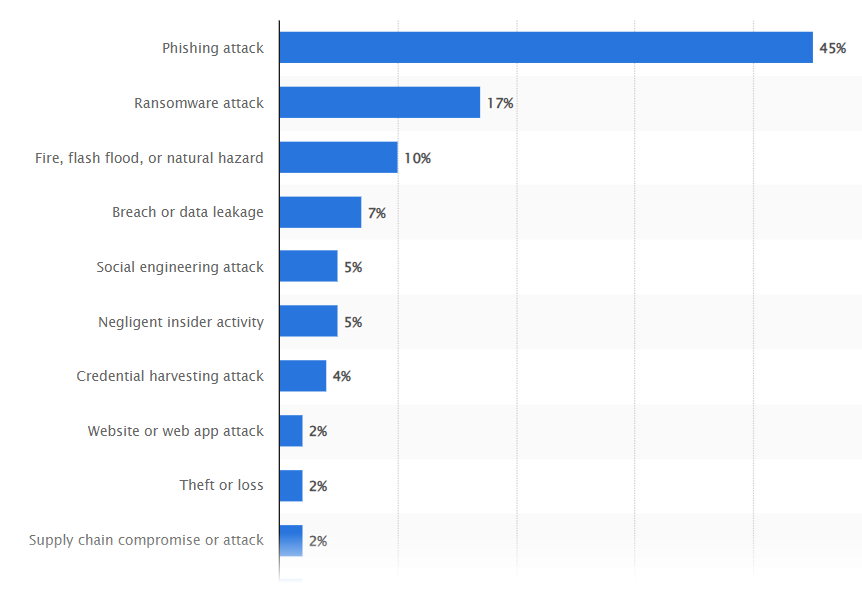 Phishing attack 45%
Ransomware attack 17%
Fire, flash flood, or natural hazard 10%
Breach or data leakage 7%
Social engineering attack 5%
Negligent insider activity 5%
Credential harvesting attack 4%
Website or web app attack 2%
Theft or loss 2%
Supply chain compromise or attack 2%